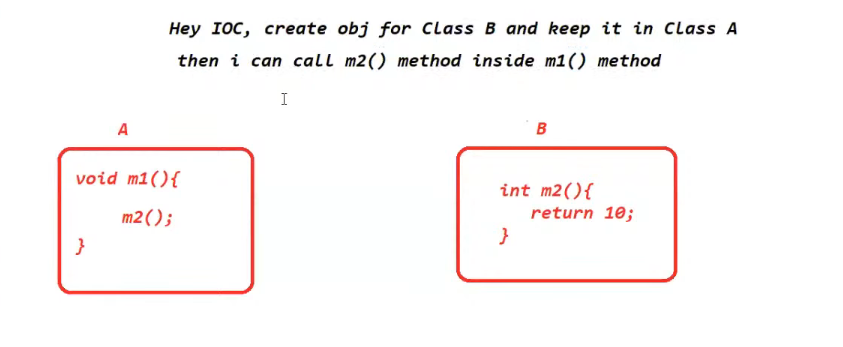 Hey IOC, create obj for Class B and keep it in Class A
then i can call m2() method inside m1() method
A
void m1(){
m2();
}
B
int m2(){
return 10;
}